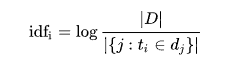 idf_i = log |D| / |{j : t_i ∈ d_j}|